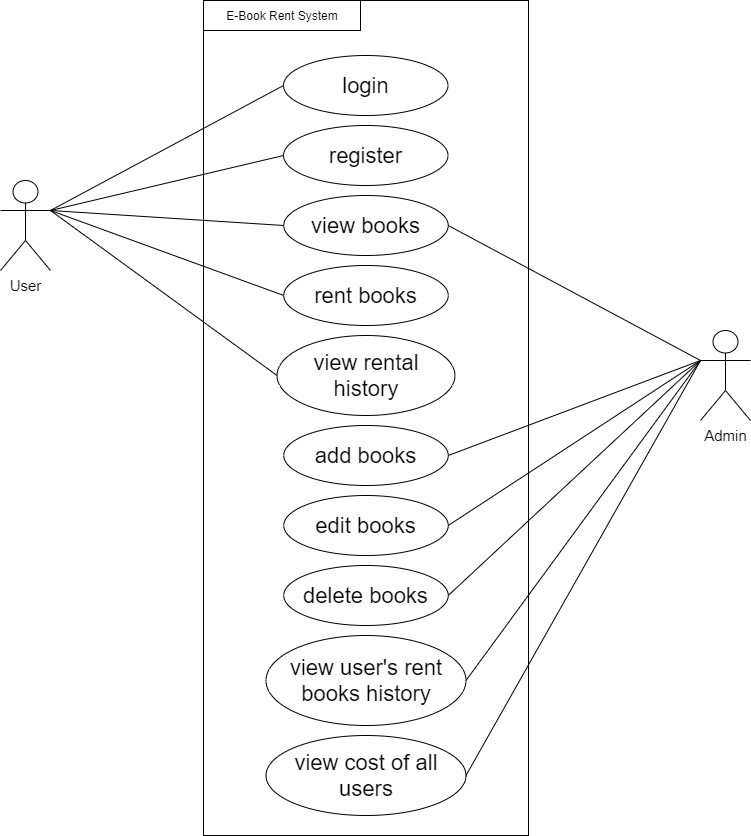 E-Book Rent System
login
register
view books
rent books
view rental
history
add books
edit books
delete books
view user's rent
books history
view cost of all
users
User
Admin